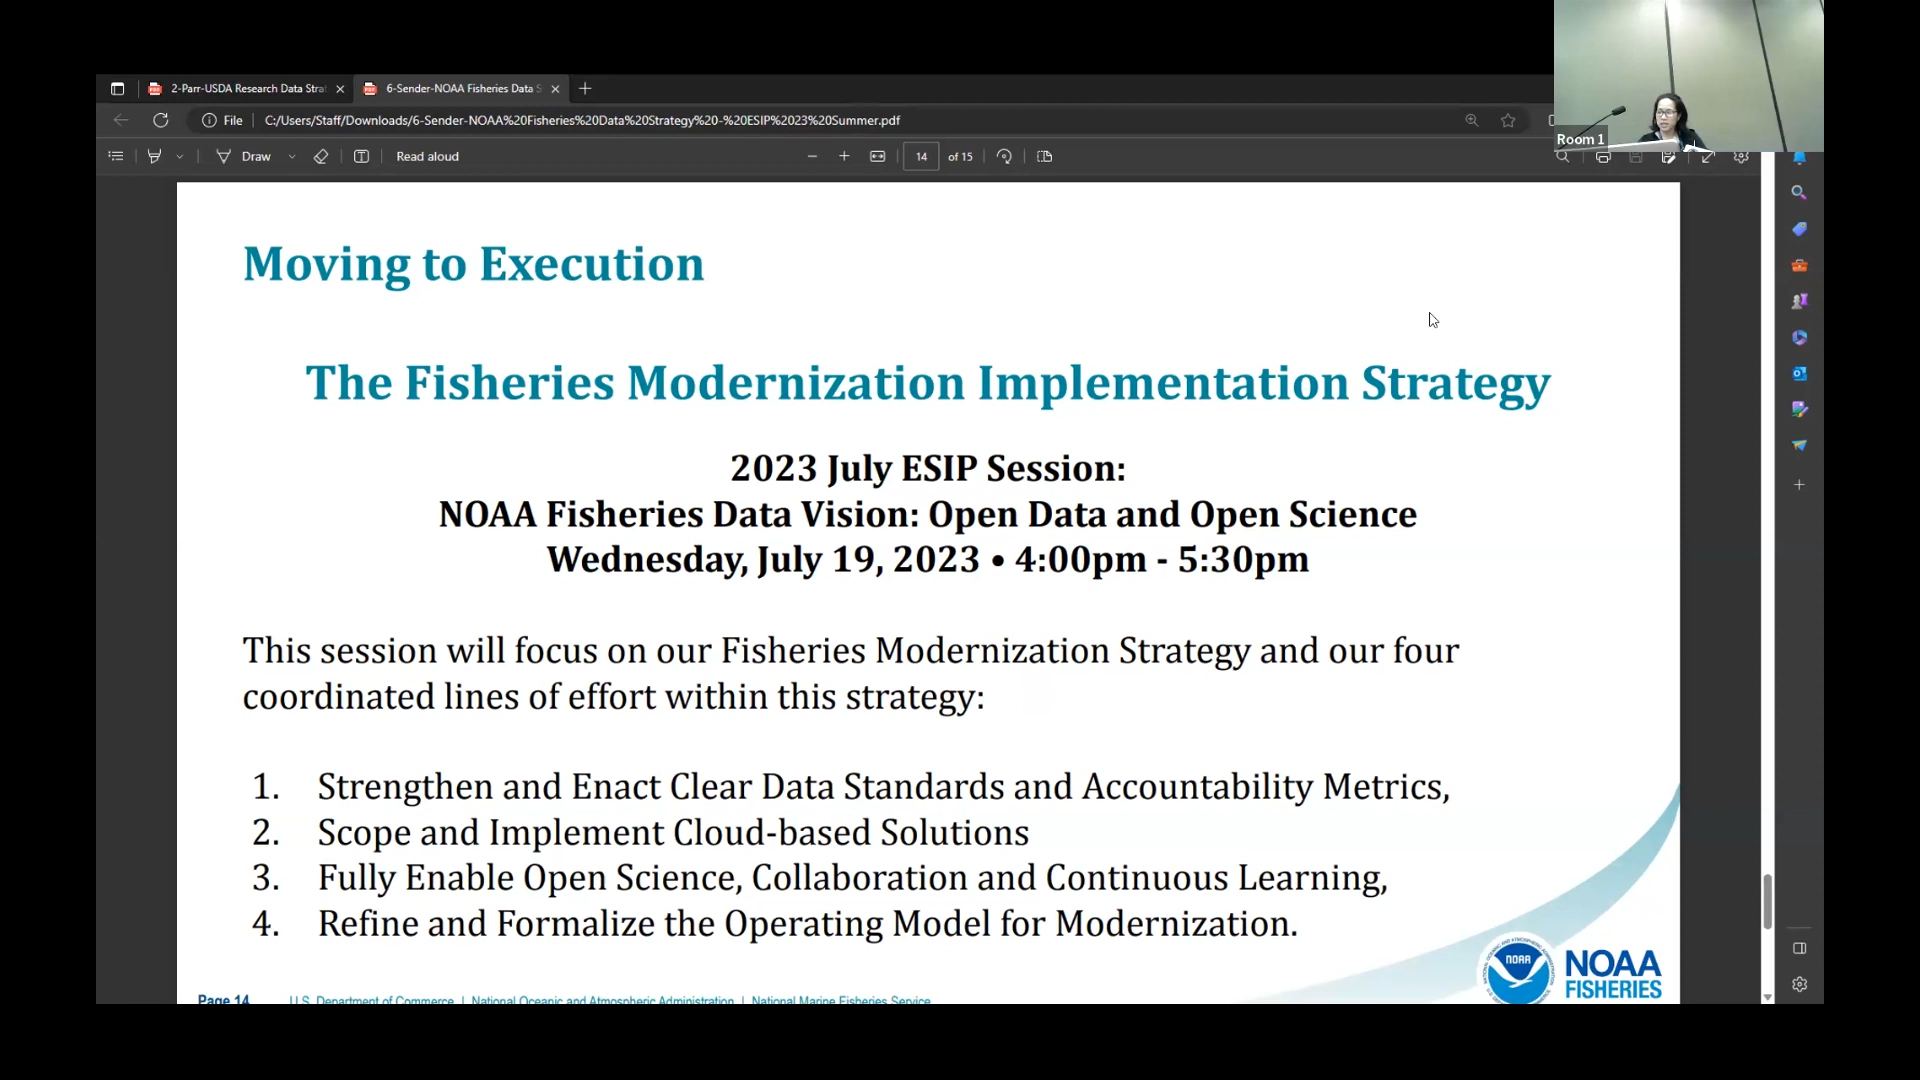 Room 1
2-Parr-USDA Research Data Stra
6-Sender-NOAA Fisheries Data S
File
C:/Users/Staff/Downloads/6-Sender-NOAA%20Fisheries%20Data%20Strategy%20-%20ESIP%2023%20Summer.pdf
Draw
Read aloud
14 of 15
Moving to Execution
The Fisheries Modernization Implementation Strategy
2023 July ESIP Session:
NOAA Fisheries Data Vision: Open Data and Open Science
Wednesday, July 19, 2023 • 4:00pm - 5:30pm
This session will focus on our Fisheries Modernization Strategy and our four
coordinated lines of effort within this strategy:
1. Strengthen and Enact Clear Data Standards and Accountability Metrics,
2. Scope and Implement Cloud-based Solutions
3. Fully Enable Open Science, Collaboration and Continuous Learning,
4. Refine and Formalize the Operating Model for Modernization.
NOAA
NOAA
FISHERIES
Page 14
U.S. Department of Commerce | National Oceanic and Atmospheric Administration | National Marine Fisheries Service